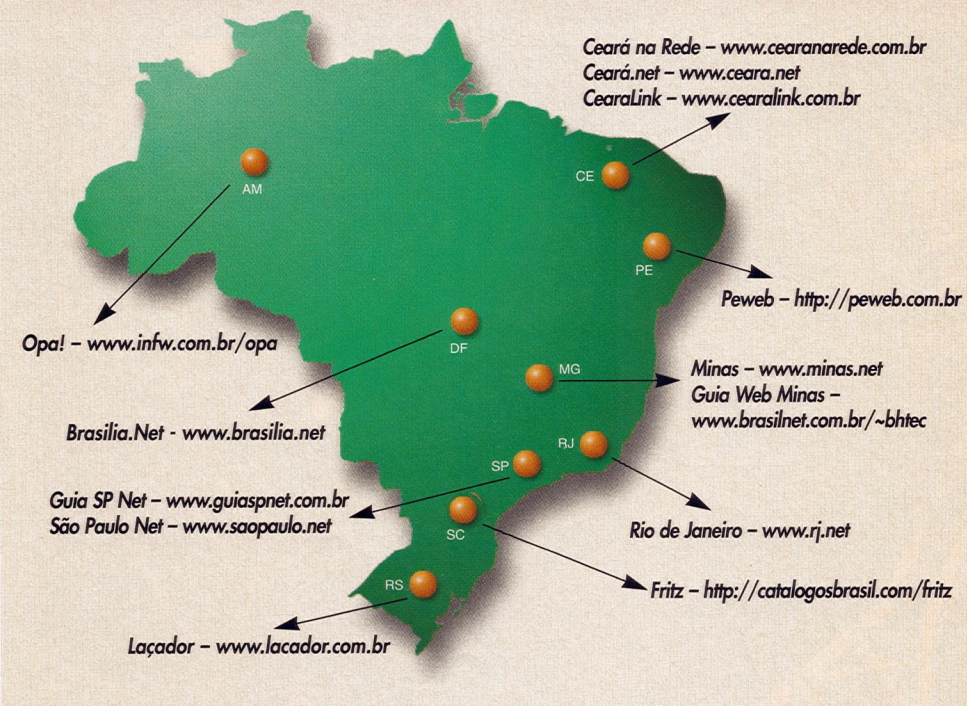 Ceará na Rede – www.cearanarede.com.br
Ceará.net – www.ceara.net
CearaLink – www.cearalink.com.br
CE
AM
PE
Peweb – http://peweb.com.br
Opa! – www.infw.com.br/opa
DF
MG
Minas – www.minas.net
Guia Web Minas –
www.brasilnet.com.br/~bhtec
Brasilia.Net - www.brasilia.net
RJ
SP
Guia SP Net – www.guiaspnet.com.br
São Paulo Net – www.saopaulo.net
Rio de Janeiro – www.rj.net
SC
RS
Fritz – http://catalogosbrasil.com/fritz
Laçador – www.lacador.com.br